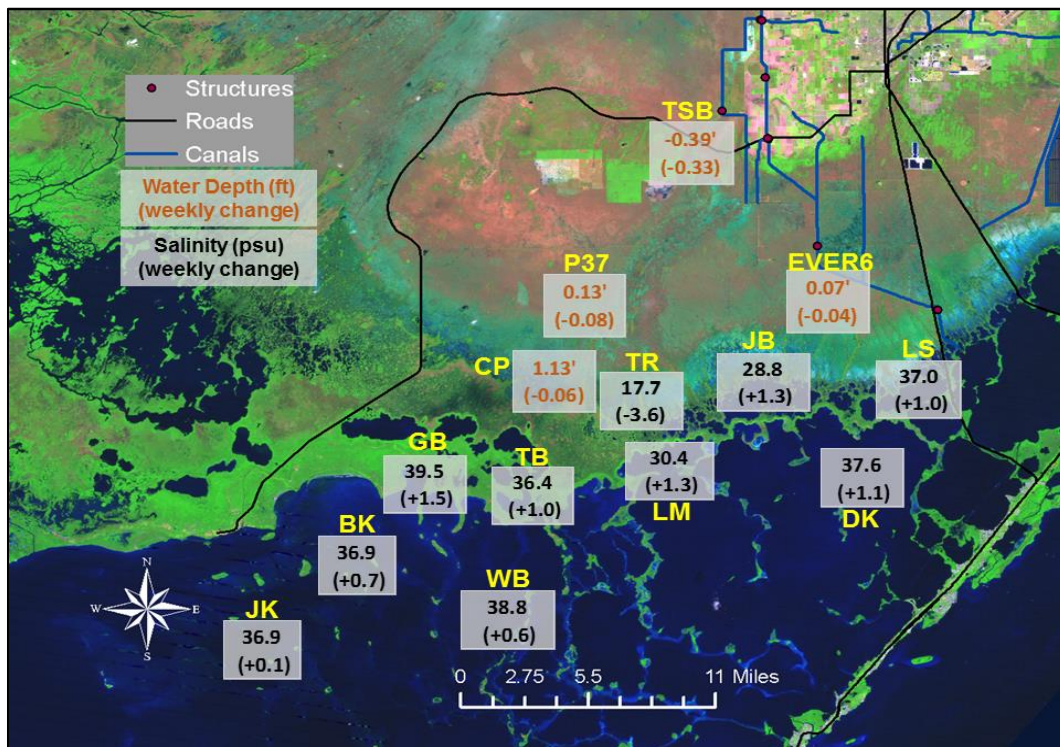 Structures
Roads
Canals
Water Depth (ft)
(weekly change)
Salinity (psu)
(weekly change)
TSB
-0.39'
(-0.33)
P37
0.13'
(-0.08)
EVER6
0.07'
(-0.04)
CP
1.13'
(-0.06)
TR
17.7
(-3.6)
JB
28.8
(+1.3)
LS
37.0
(+1.0)
GB
39.5
(+1.5)
TB
36.4
(+1.0)
30.4
(+1.3)
LM
37.6
(+1.1)
DK
BK
36.9
(+0.7)
WB
38.8
(+0.6)
JK
36.9
(+0.1)
N
W E
S
0 2.75 5.5 11 Miles